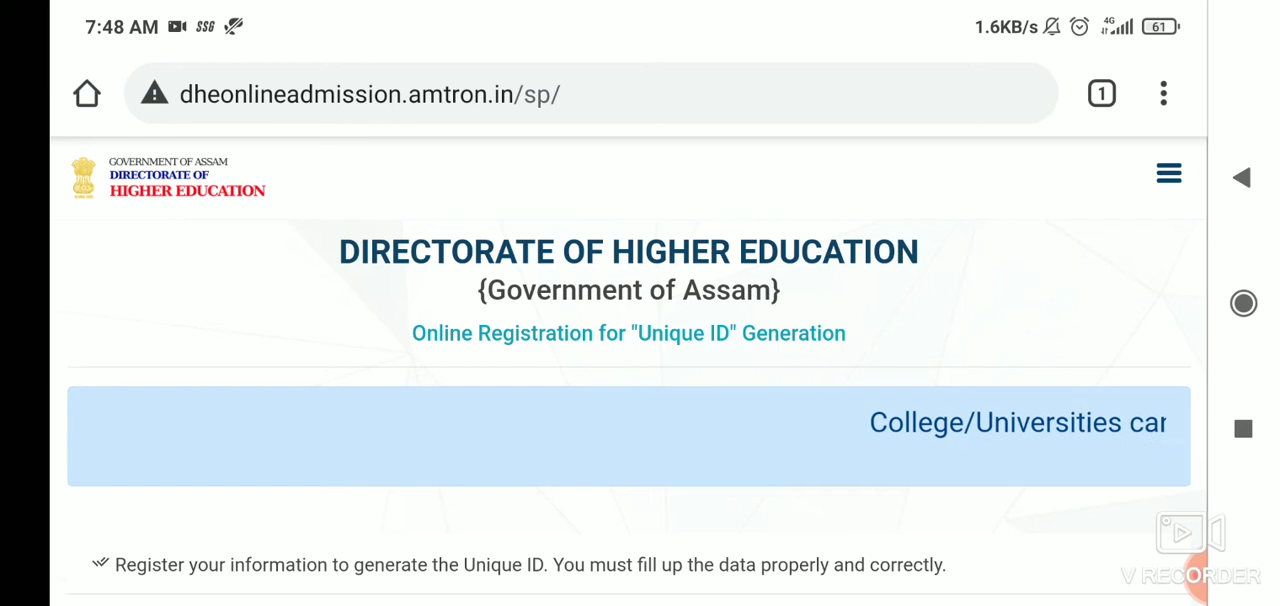 7:48 AM SSG
1.6KB/s 4G 61
dheonlineadmission.amtron.in/sp/
1
GOVERNMENT OF ASSAM
DIRECTORATE OF
HIGHER EDUCATION
DIRECTORATE OF HIGHER EDUCATION
{Government of Assam}
Online Registration for "Unique ID" Generation
College/Universities
Register your information to generate the Unique ID. You must fill up the data properly and correctly.
V RECORDER